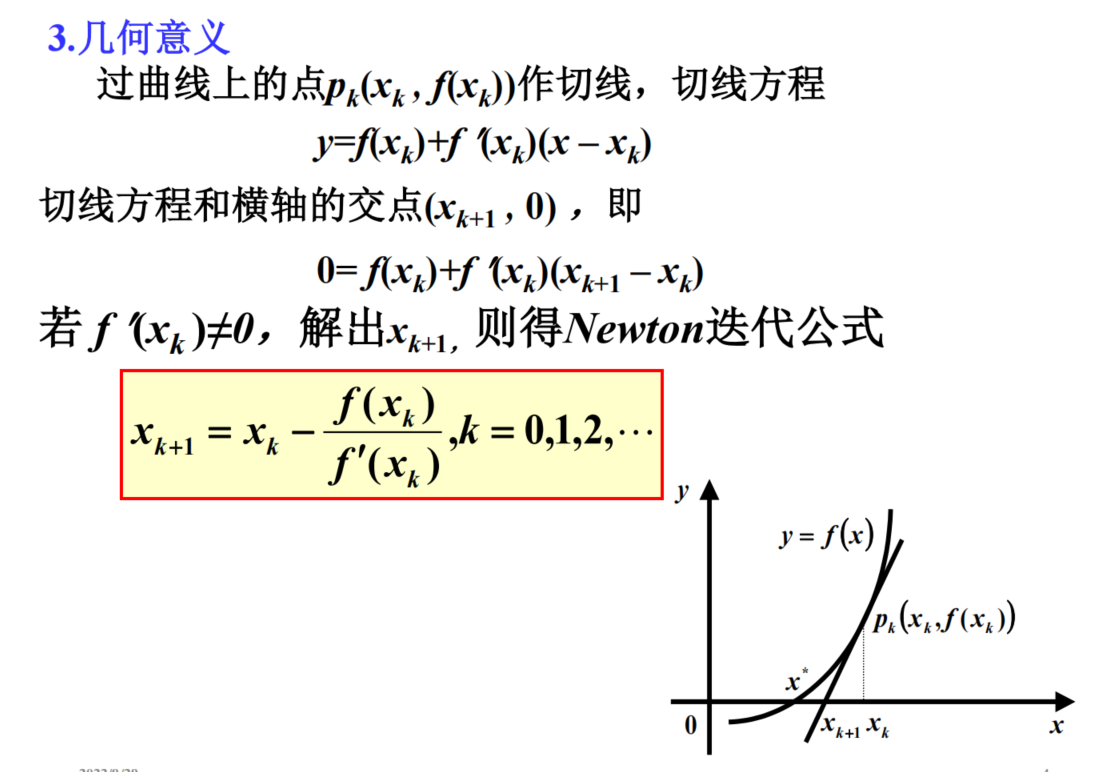 3.几何意义
过曲线上的点pₖ(xₖ , f(xₖ))作切线，切线方程
y=f(xₖ)+f ′(xₖ)(x – xₖ)
切线方程和横轴的交点(xₖ₊₁ , 0) ，即
0= f(xₖ)+f ′(xₖ)(xₖ₊₁ – xₖ)
若 f ′(xₖ )≠0，解出xₖ₊₁，则得Newton迭代公式
xₖ₊₁ = xₖ − f (xₖ ) / f ′(xₖ ) ,k = 0,1,2,⋯
y
y = f(x)
pₖ(xₖ,f (xₖ))
x*
0
xₖ₊₁ xₖ
x